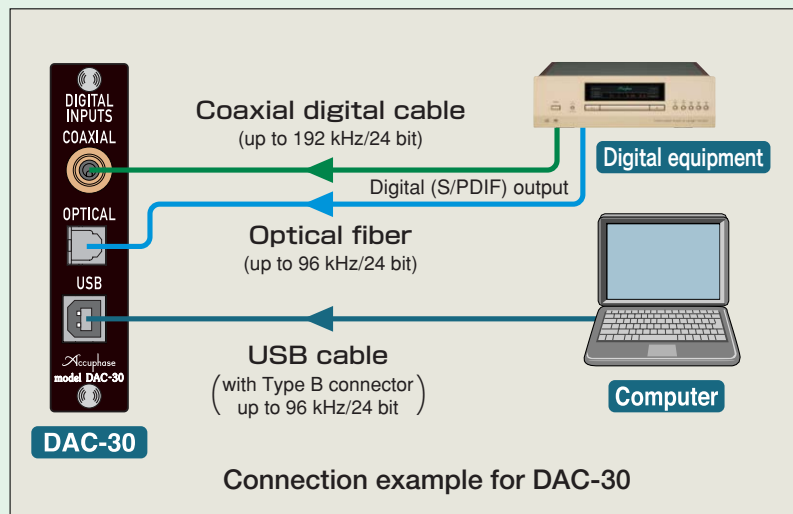 DIGITAL
INPUTS
COAXIAL
OPTICAL
USB
Accuphase
model DAC-30
DAC-30
Coaxial digital cable
(up to 192 kHz/24 bit)
Digital (S/PDIF) output
Optical fiber
(up to 96 kHz/24 bit)
USB cable
(with Type B connector
up to 96 kHz/24 bit)
Digital equipment
Computer
Connection example for DAC-30